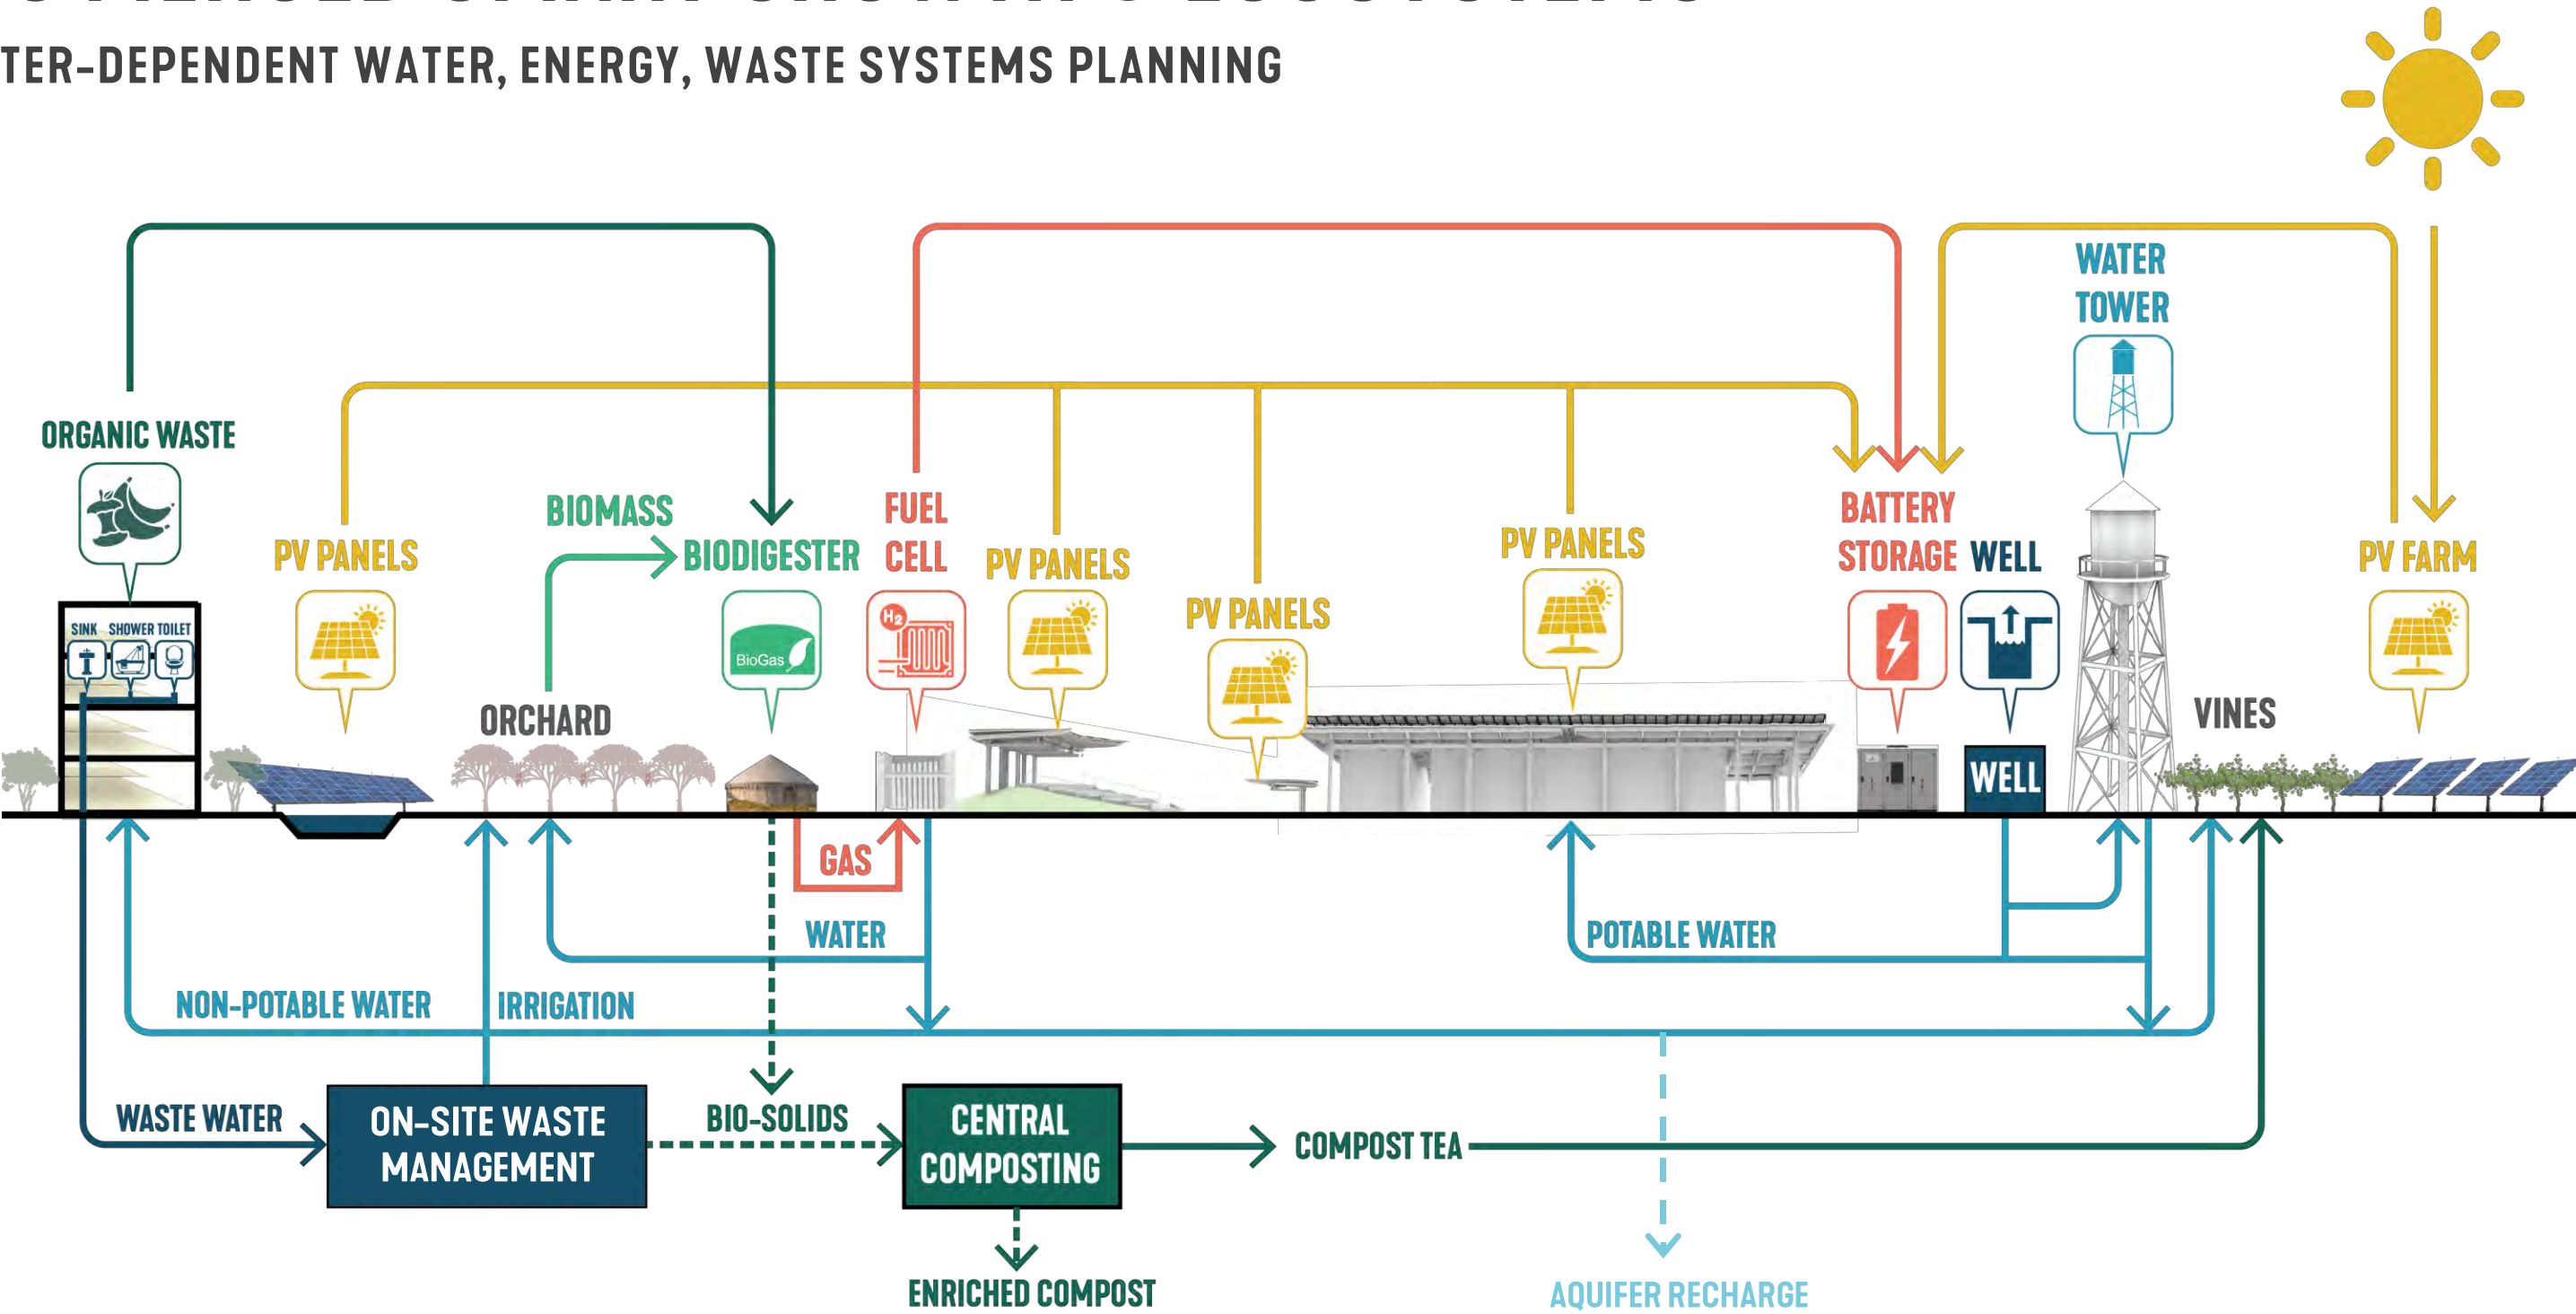 TER-DEPENDENT WATER, ENERGY, WASTE SYSTEMS PLANNING
WATER
TOWER
ORGANIC WASTE
BIOMASS
FUEL
CELL
BATTERY
STORAGE
PV PANELS
BIODIGESTER
PV PANELS
PV PANELS
PV PANELS
WELL
PV FARM
SINK SHOWER TOILET
H2
BioGas
ORCHARD
VINES
WELL
GAS
WATER
POTABLE WATER
NON-POTABLE WATER
IRRIGATION
WASTE WATER
ON-SITE WASTE
MANAGEMENT
BIO-SOLIDS
CENTRAL
COMPOSTING
COMPOST TEA
ENRICHED COMPOST
AQUIFER RECHARGE